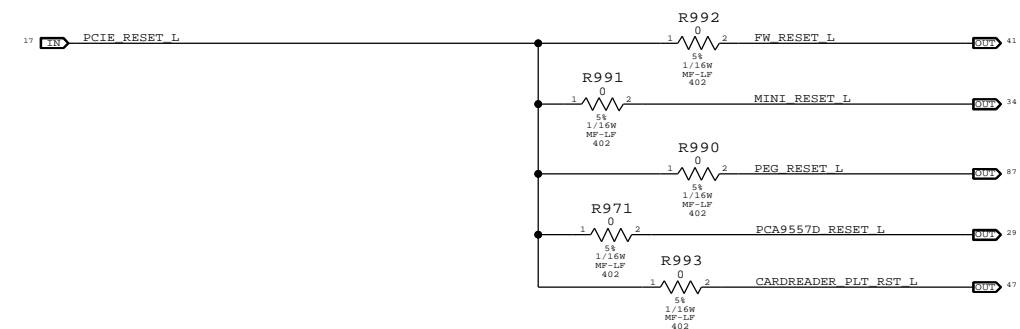 R992
17 IN PCIE_RESET_L 1 0 2 FW_RESET_L OUT 41
5%
1/16W
MF-LF
402
R991
0
1 2 MINI_RESET_L OUT 34
5%
1/16W
MF-LF
402
R990
0
1 2 PEG_RESET_L OUT 87
5%
1/16W
MF-LF
402
R971
0
1 2 PCA9557D_RESET_L OUT 29
5%
1/16W
MF-LF
402
R993
0
1 2 CARDREADER_PLT_RST_L OUT 47
5%
1/16W
MF-LF
402